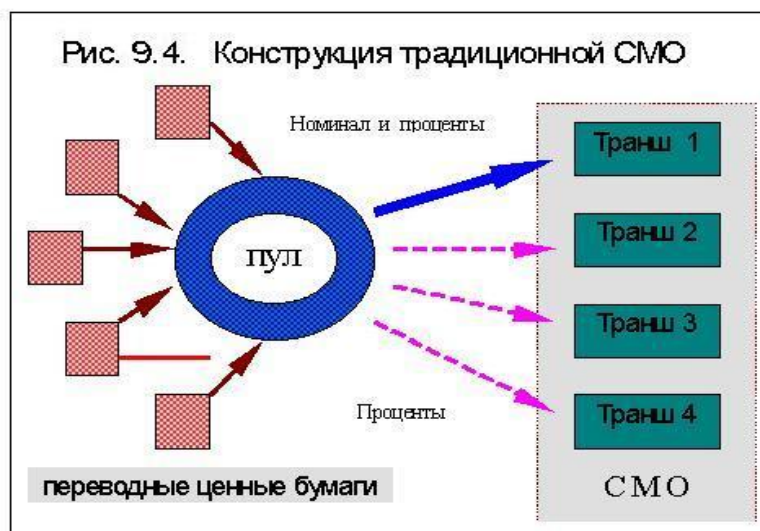 Рис. 9.4. Конструкция традиционной СМО
Номинал и проценты
Транш 1
Транш 2
пул
Транш 3
Транш 4
Проценты
переводные ценные бумаги
СМО